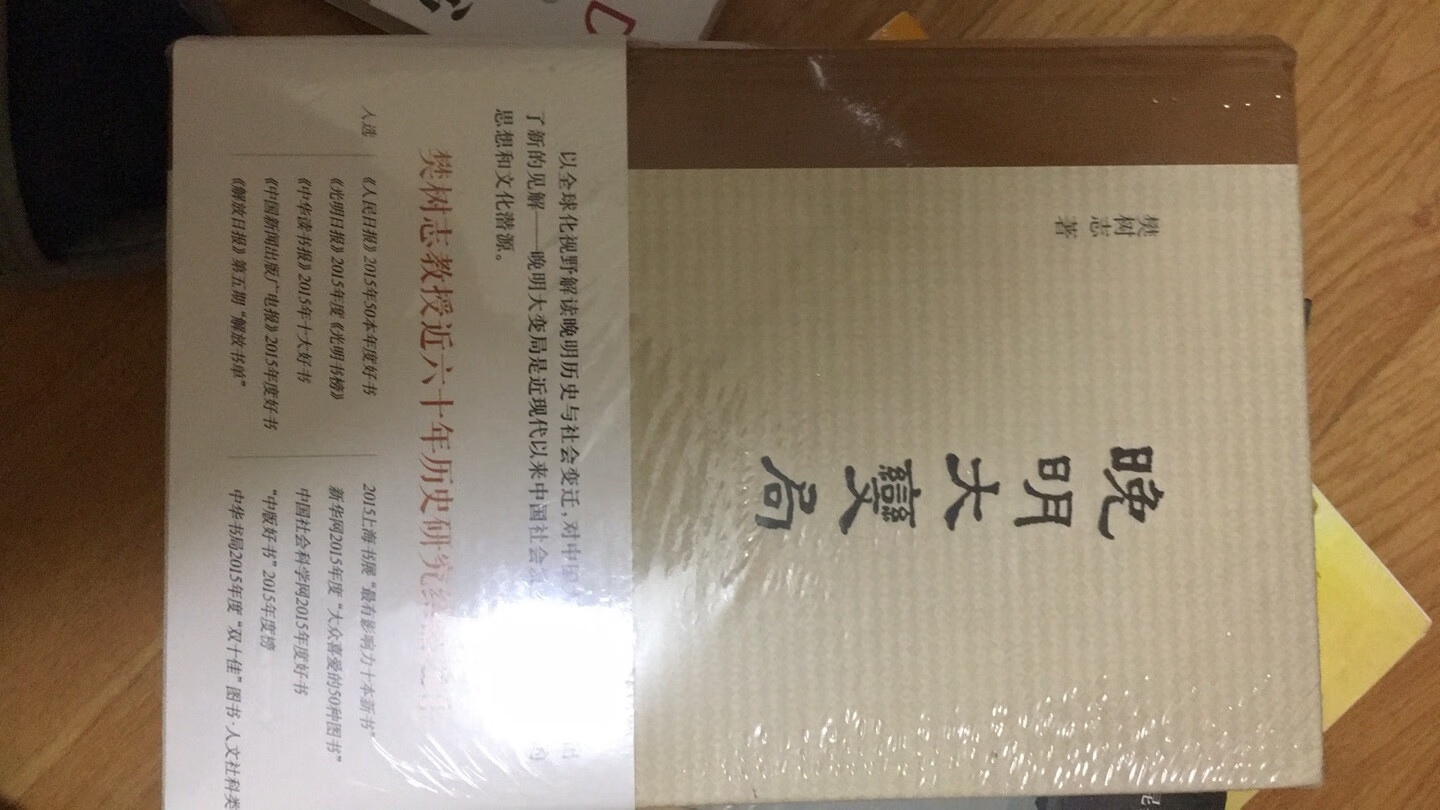 樊树志 著
晚明大變局
以全球化视野解读晚明历史与社会变迁，对中
了新的见解——晚明大变局是近现代以来中国社会
思想和文化潜源。
樊树志教授近六十年历史研究
入选
《人民日报》2015年50本年度好书
《光明日报》2015年度《光明书榜》
《中华读书报》2015年十大好书
《中国新闻出版广电报》2015年度好书
《解放日报》第五期“解放书单”
2015上海书展“最有影响力十本新书”
新华网2015年度“大众喜爱的50种图书”
中国社会科学网2015年度好书
“中版好书”2015年度榜
中华书局2015年度“双十佳”图书·人文社科类
昆